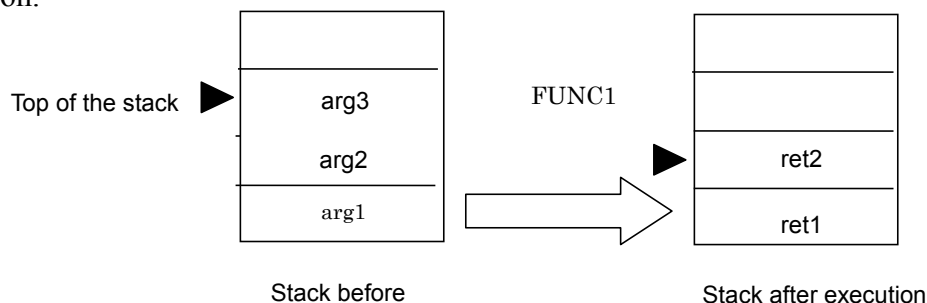 on.
Top of the stack
arg3
arg2
arg1
FUNC1
ret2
ret1
Stack before
Stack after execution